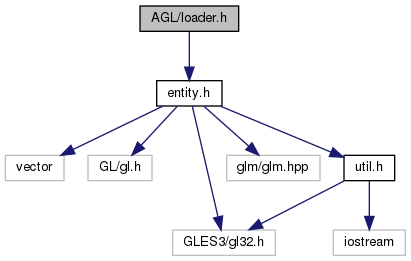 AGL/loader.h
entity.h
vector
GL/gl.h
glm/glm.hpp
util.h
GLES3/gl32.h
iostream